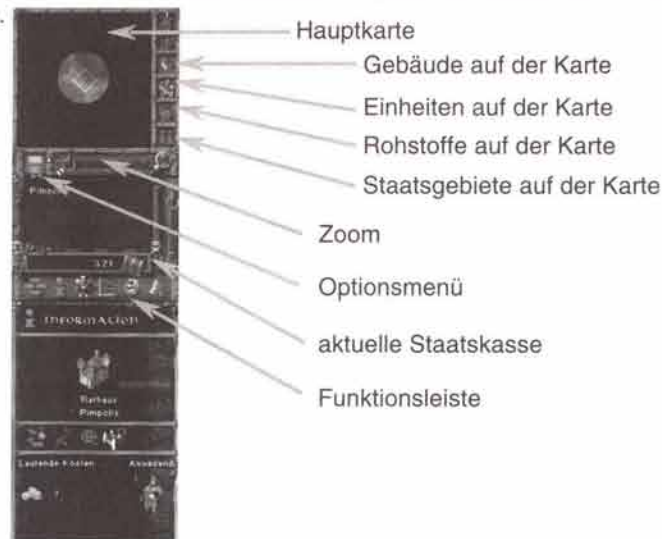 Hauptkarte
Gebäude auf der Karte
Einheiten auf der Karte
Rohstoffe auf der Karte
Staatsgebiete auf der Karte
Zoom
Optionsmenü
aktuelle Staatskasse
Funktionsleiste
INFORMATION
Rathaus
Pimpolis
Laufende Kosten